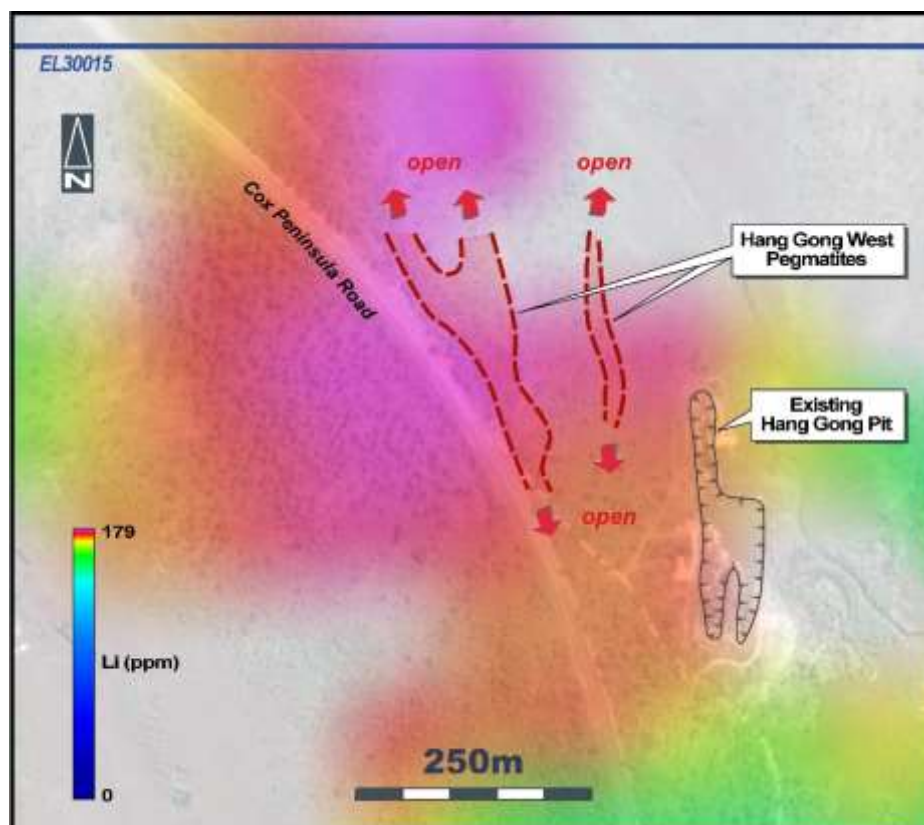 EL30015
N
open
open
Cox Peninsula Road
Hang Gong West
Pegmatites
Existing
Hang Gong Pit
open
179
Li (ppm)
0
250m